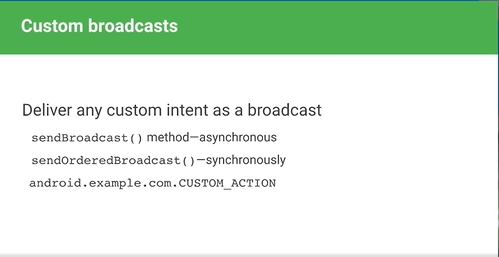 Custom broadcasts
Deliver any custom intent as a broadcast
sendBroadcast() method—asynchronous
sendOrderedBroadcast()—synchronously
android.example.com.CUSTOM_ACTION